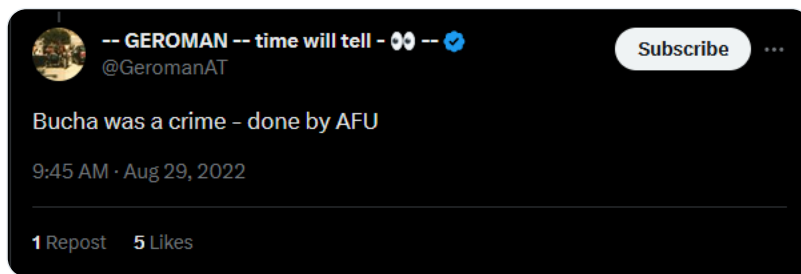 -- GEROMAN -- time will tell - 👀 --
@GeromanAT
Subscribe
Bucha was a crime - done by AFU
9:45 AM · Aug 29, 2022
1 Repost 5 Likes